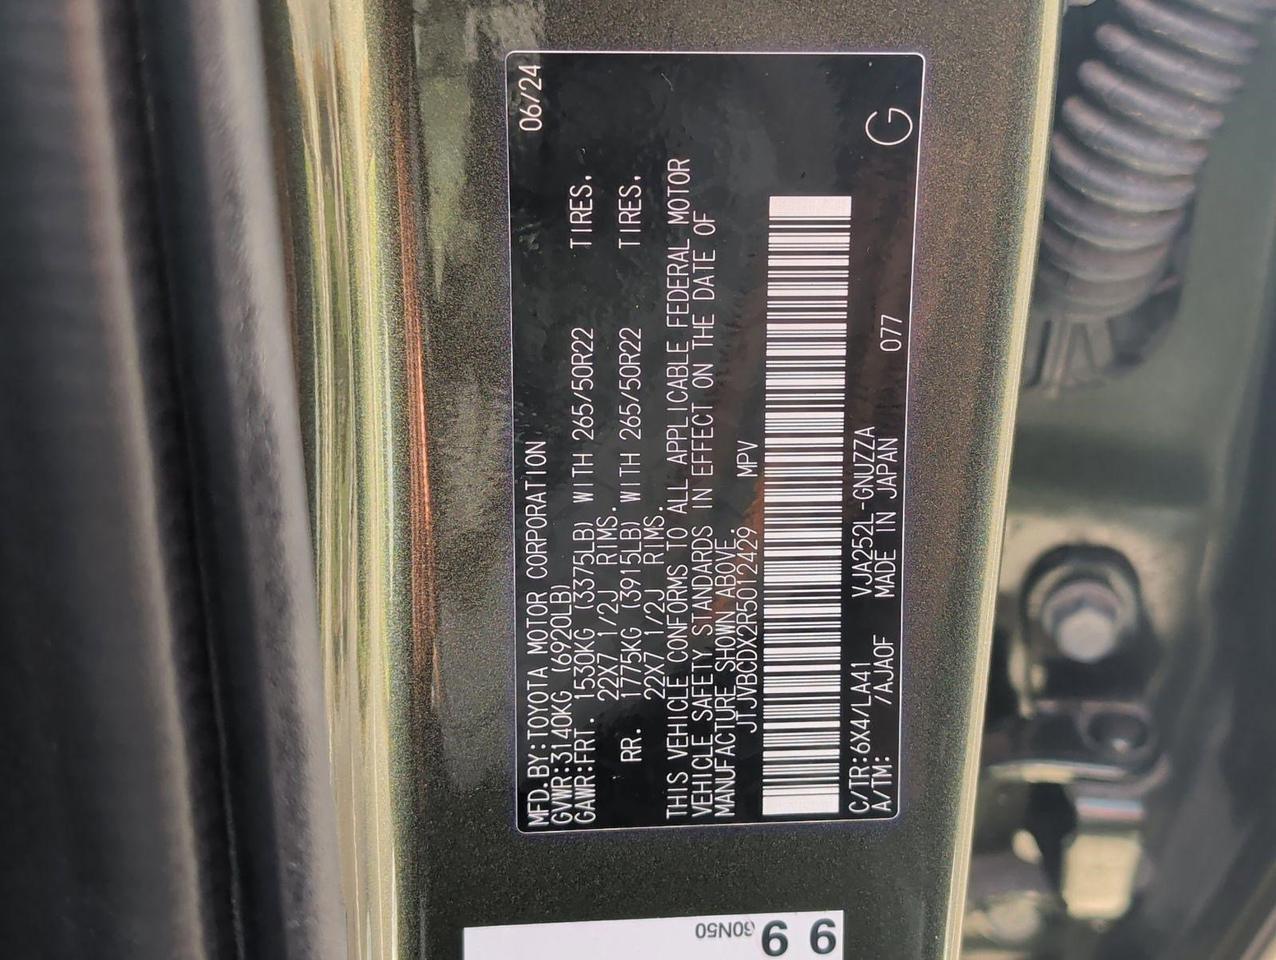 MFD. BY: TOYOTA MOTOR CORPORATION 06/24
GVWR: 3140KG (6920LB)
GAWR: FRT. 1530KG (3375LB) WITH 265/50R22 TIRES,
22X7 1/2J RIMS.
RR. 1775KG (3915LB) WITH 265/50R22 TIRES,
22X7 1/2J RIMS.
THIS VEHICLE CONFORMS TO ALL APPLICABLE FEDERAL MOTOR
VEHICLE SAFETY STANDARDS IN EFFECT ON THE DATE OF
MANUFACTURE SHOWN ABOVE.
JTJVBCDX2R5012429 MPV
C/TR: 6X4/LA41 VJA252L-GNUZZA 077 G
A/TM: 7AJA0F MADE IN JAPAN
60N50
99